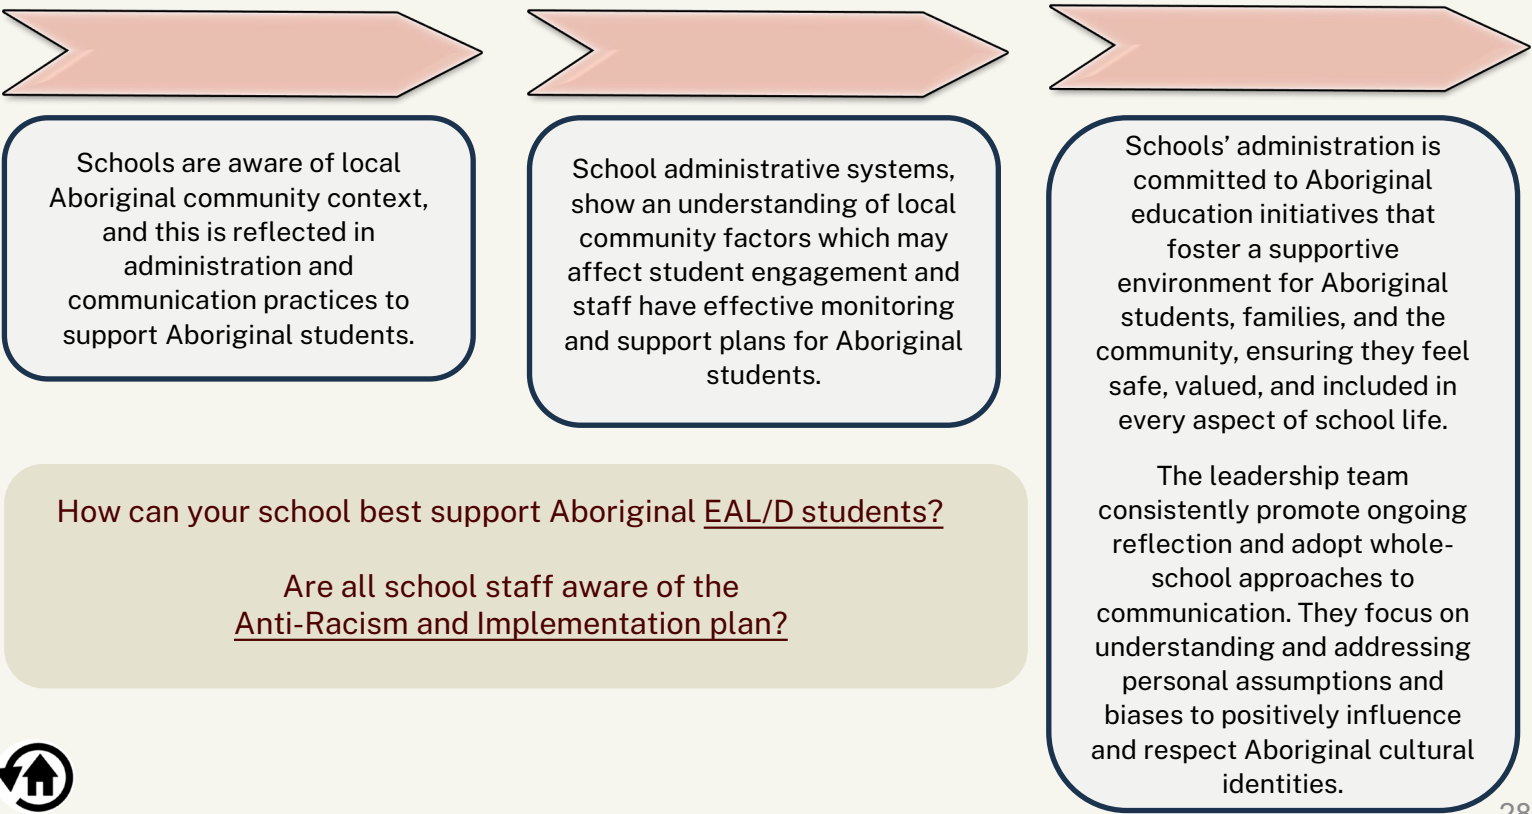 Schools are aware of local
Aboriginal community context,
and this is reflected in
administration and
communication practices to
support Aboriginal students.
School administrative systems,
show an understanding of local
community factors which may
affect student engagement and
staff have effective monitoring
and support plans for Aboriginal
students.
Schools’ administration is
committed to Aboriginal
education initiatives that
foster a supportive
environment for Aboriginal
students, families, and the
community, ensuring they feel
safe, valued, and included in
every aspect of school life.
The leadership team
consistently promote ongoing
reflection and adopt whole-
school approaches to
communication. They focus on
understanding and addressing
personal assumptions and
biases to positively influence
and respect Aboriginal cultural
identities.
How can your school best support Aboriginal EAL/D students?
Are all school staff aware of the
Anti-Racism and Implementation plan?
28